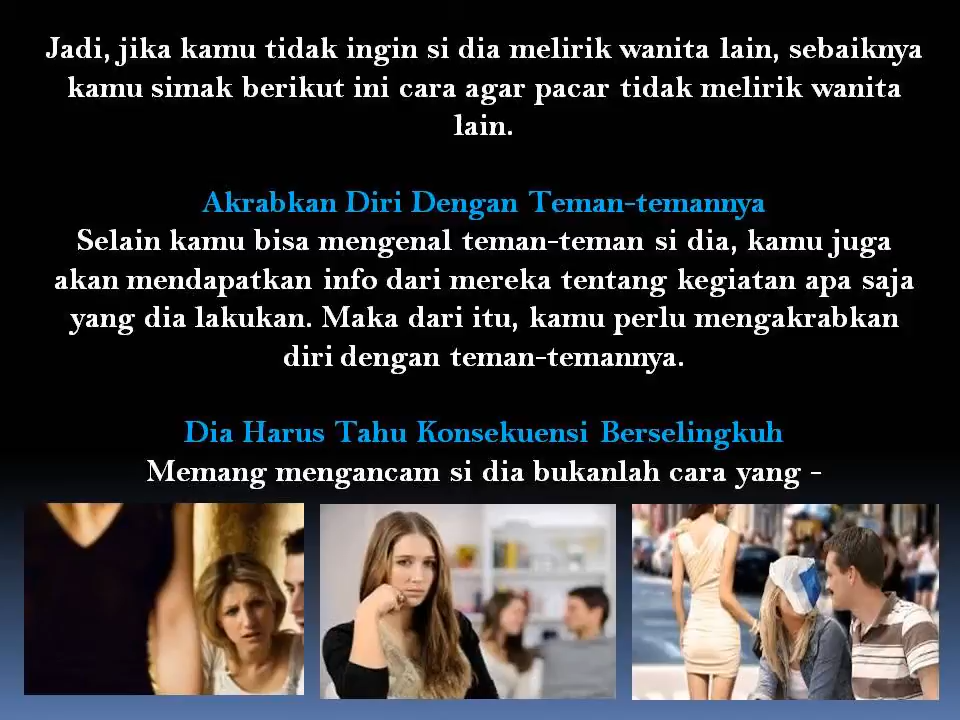 Jadi, jika kamu tidak ingin si dia melirik wanita lain, sebaiknya
kamu simak berikut ini cara agar pacar tidak melirik wanita
lain.
Akrabkan Diri Dengan Teman-temannya
Selain kamu bisa mengenal teman-teman si dia, kamu juga
akan mendapatkan info dari mereka tentang kegiatan apa saja
yang dia lakukan. Maka dari itu, kamu perlu mengakrabkan
diri dengan teman-temannya.
Dia Harus Tahu Konsekuensi Berselingkuh
Memang mengancam si dia bukanlah cara yang -